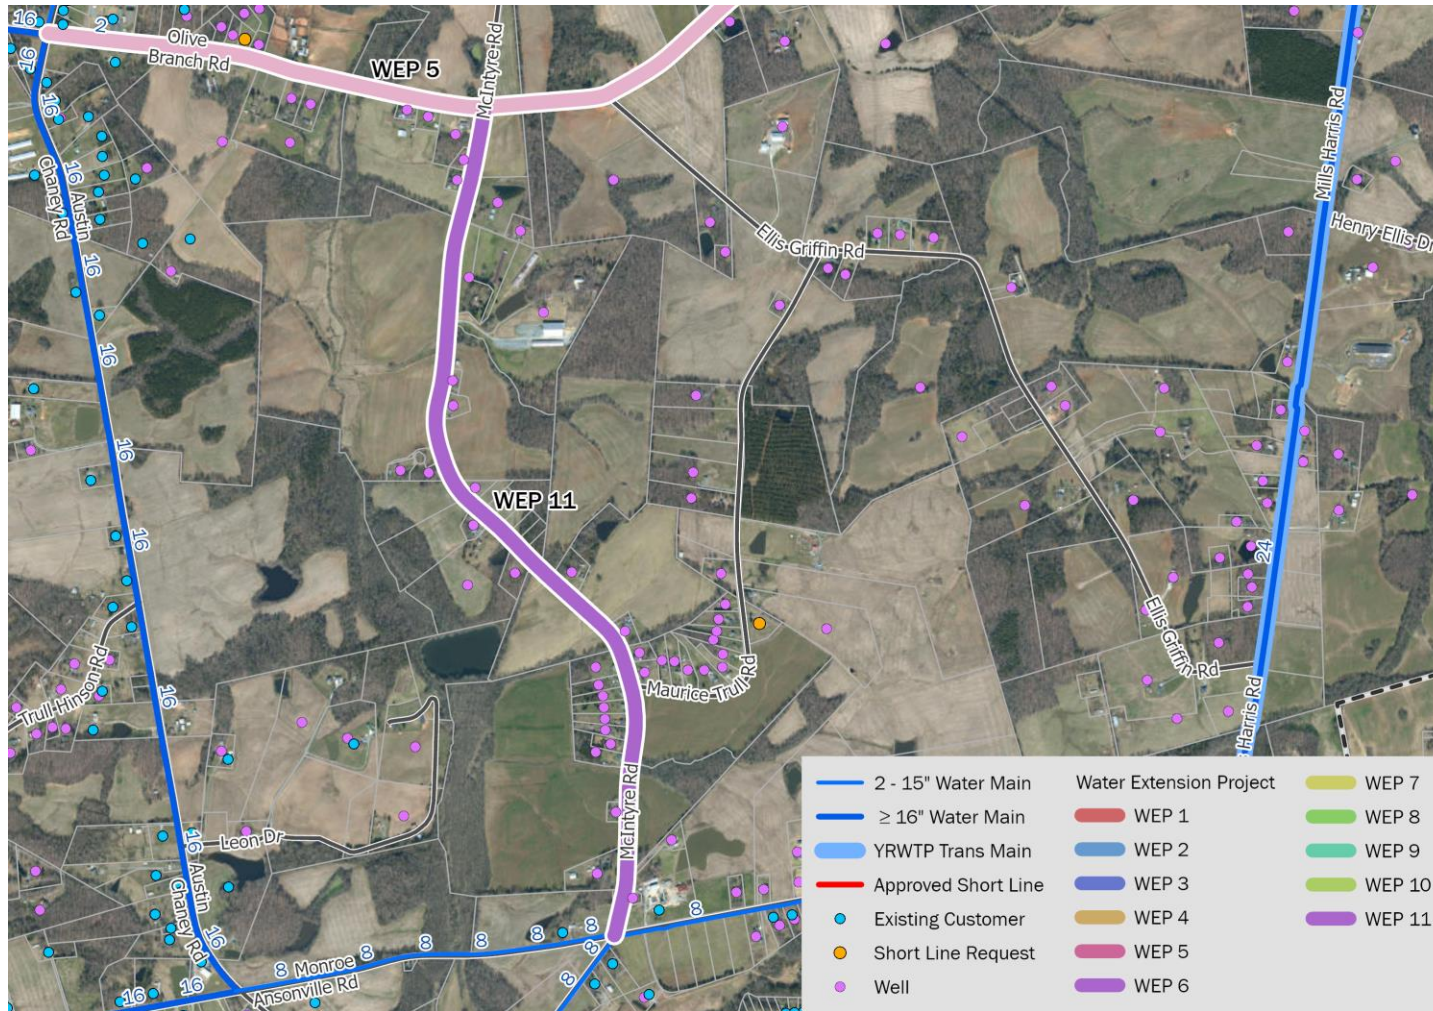 16
2
Olive
Branch Rd
WEP 5
McIntyre Rd
16
16
16
Austin
Chaney Rd
16
16
16
16
16
16
16
Austin
Chaney Rd
16
16
16
Mills Harris Rd
Henry Ellis Dr
Ellis Griffin Rd
WEP 11
24
Ellis Griffin Rd
Harris Rd
Trull Hinson Rd
Maurice Trull Rd
McIntyre Rd
Leon Dr
8
Monroe
Ansonville Rd
8
8
8
8
8
8
8
8
2 - 15" Water Main
≥ 16" Water Main
YRWTP Trans Main
Approved Short Line
Existing Customer
Short Line Request
Well
Water Extension Project
WEP 1
WEP 2
WEP 3
WEP 4
WEP 5
WEP 6
WEP 7
WEP 8
WEP 9
WEP 10
WEP 11